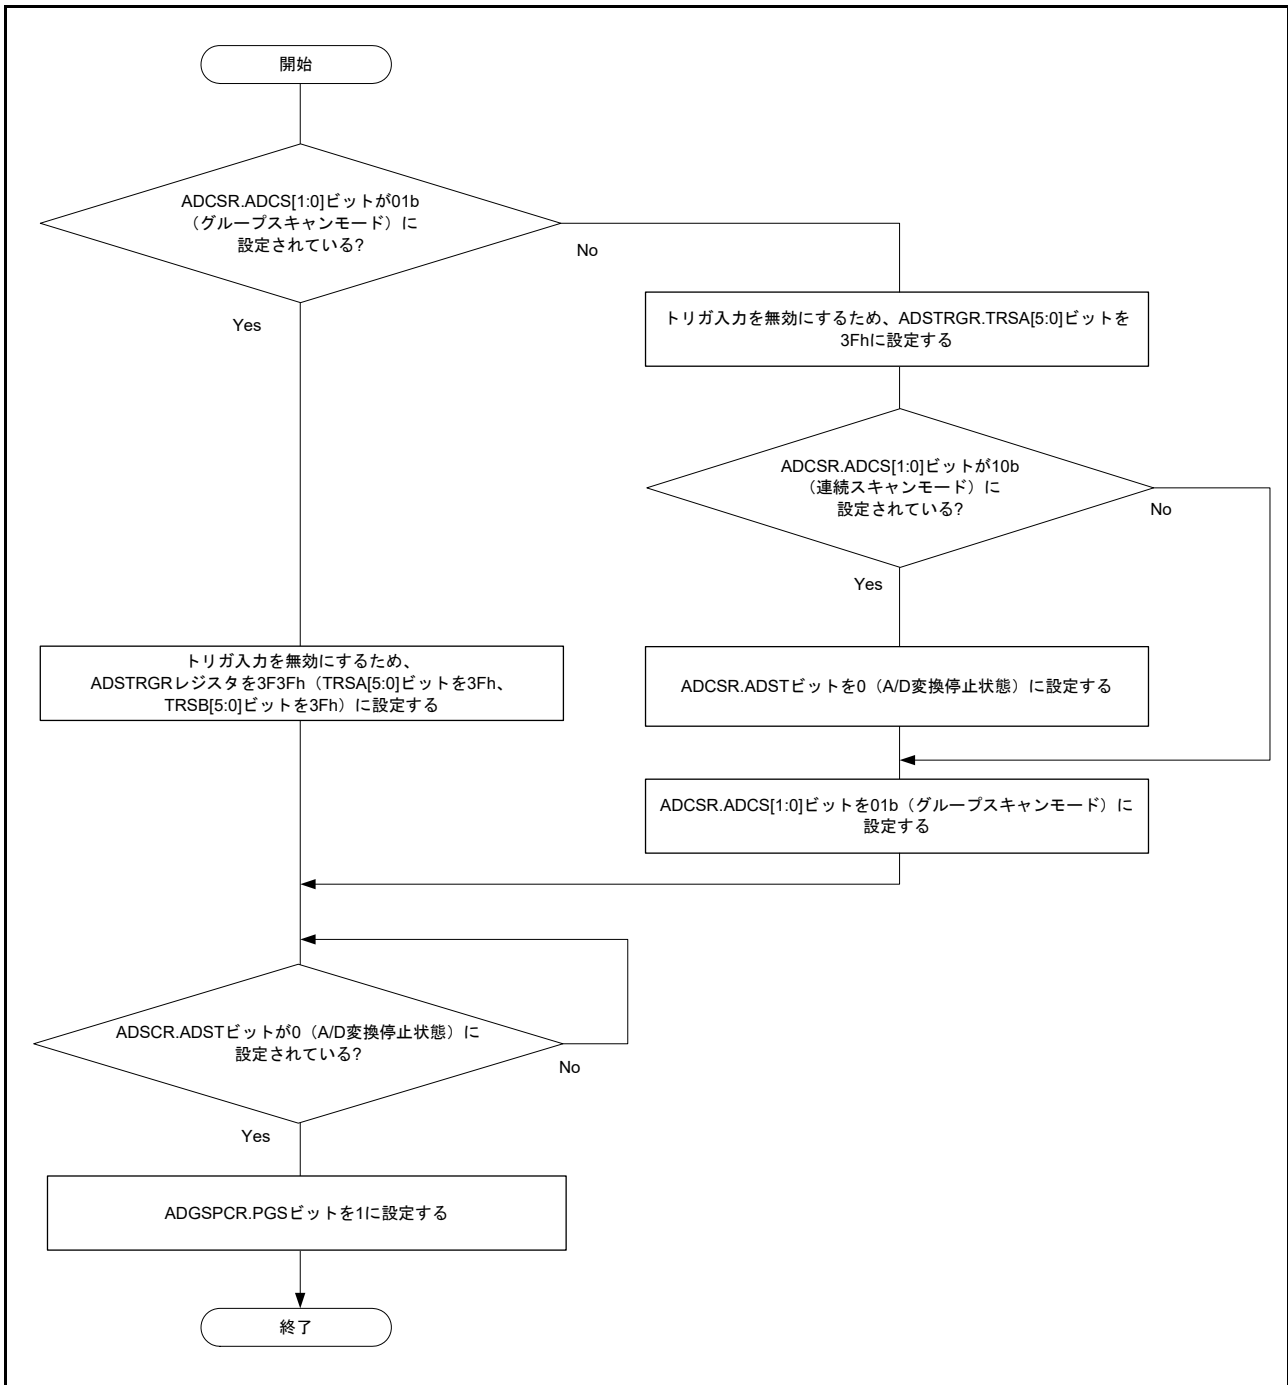 開始
ADCSR.ADCS[1:0]ビットが01b
（グループスキャンモード）に
設定されている?
No
Yes
トリガ入力を無効にするため、ADSTRGR.TRSA[5:0]ビットを
3Fhに設定する
ADCSR.ADCS[1:0]ビットが10b
（連続スキャンモード）に
設定されている?
No
Yes
トリガ入力を無効にするため、
ADSTRGRレジスタを3F3Fh（TRSA[5:0]ビットを3Fh、
TRSB[5:0]ビットを3Fh）に設定する
ADCSR.ADSTビットを0（A/D変換停止状態）に設定する
ADCSR.ADCS[1:0]ビットを01b（グループスキャンモード）に
設定する
ADSCR.ADSTビットが0（A/D変換停止状態）に
設定されている?
No
Yes
ADGSPCR.PGSビットを1に設定する
終了